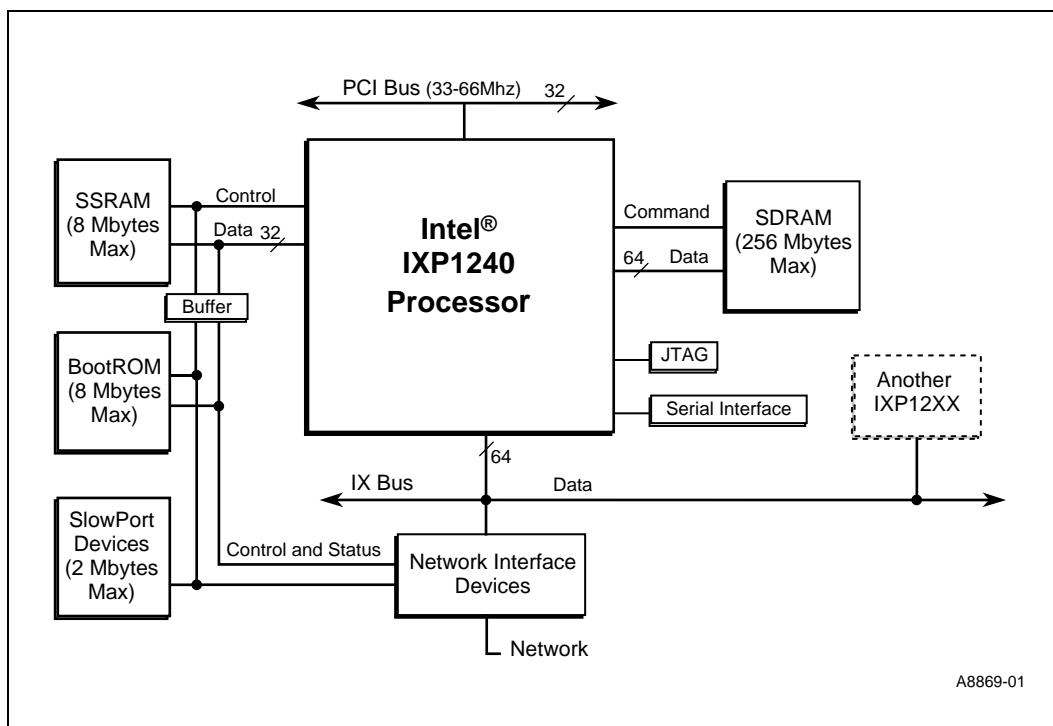 PCI Bus (33-66Mhz) 32
SSRAM
(8 Mbytes
Max)
Control
Data 32
Buffer
BootROM
(8 Mbytes
Max)
SlowPort
Devices
(2 Mbytes
Max)
Intel®
IXP1240
Processor
Command
64 Data
SDRAM
(256 Mbytes
Max)
JTAG
Serial Interface
Another
IXP12XX
64
IX Bus
Data
Control and Status
Network Interface
Devices
Network
A8869-01